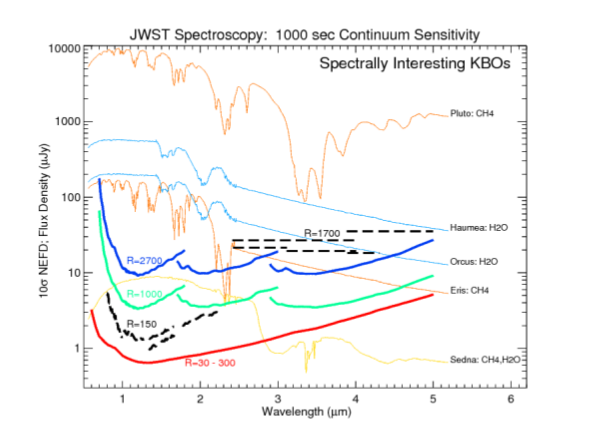 JWST Spectroscopy: 1000 sec Continuum Sensitivity
Spectrally Interesting KBOs
10σ NEFD; Flux Density (μJy)
10000
1000
100
10
1
Pluto: CH4
Haumea: H2O
Orcus: H2O
Eris: CH4
Sedna: CH4,H2O
R=1700
R=2700
R=1000
R=150
R=30 - 300
1 2 3 4 5 6
Wavelength (μm)